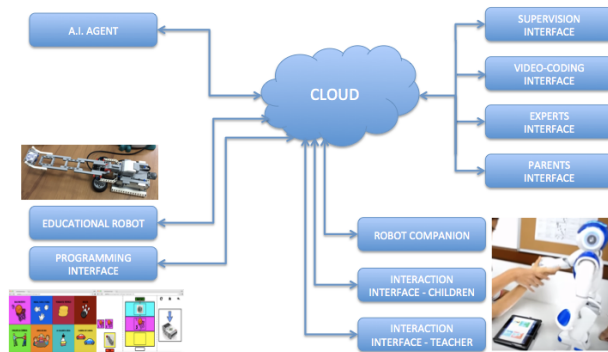 A.I. AGENT
CLOUD
SUPERVISION
INTERFACE
VIDEO-CODING
INTERFACE
EXPERTS
INTERFACE
PARENTS
INTERFACE
EDUCATIONAL ROBOT
PROGRAMMING
INTERFACE
ROBOT COMPANION
INTERACTION
INTERFACE - CHILDREN
INTERACTION
INTERFACE - TEACHER